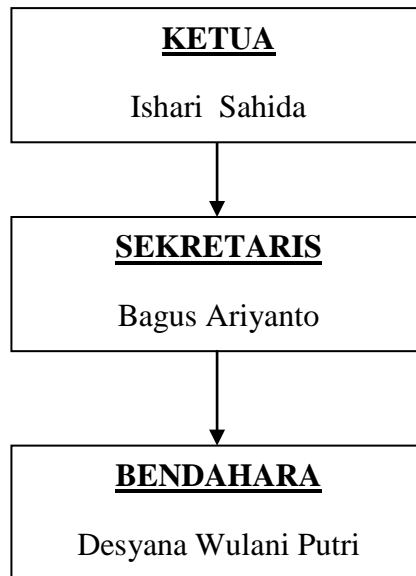 KETUA
Ishari Sahida
SEKRETARIS
Bagus Ariyanto
BENDAHARA
Desyana Wulani Putri